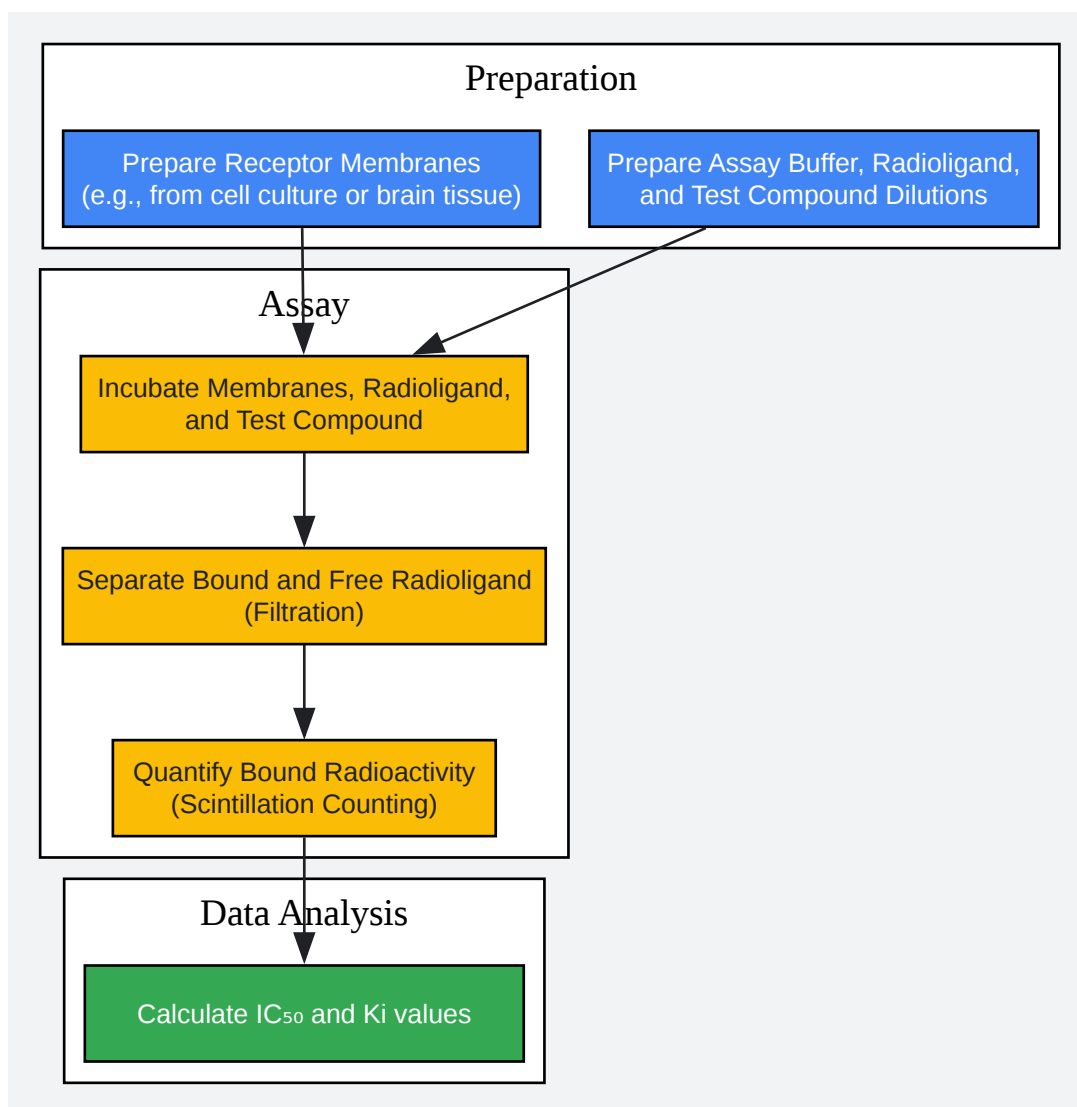 Preparation
Prepare Receptor Membranes
(e.g., from cell culture or brain tissue)
Prepare Assay Buffer, Radioligand,
and Test Compound Dilutions
Assay
Incubate Membranes, Radioligand,
and Test Compound
Separate Bound and Free Radioligand
(Filtration)
Quantify Bound Radioactivity
(Scintillation Counting)
Data Analysis
Calculate IC₅₀ and Ki values